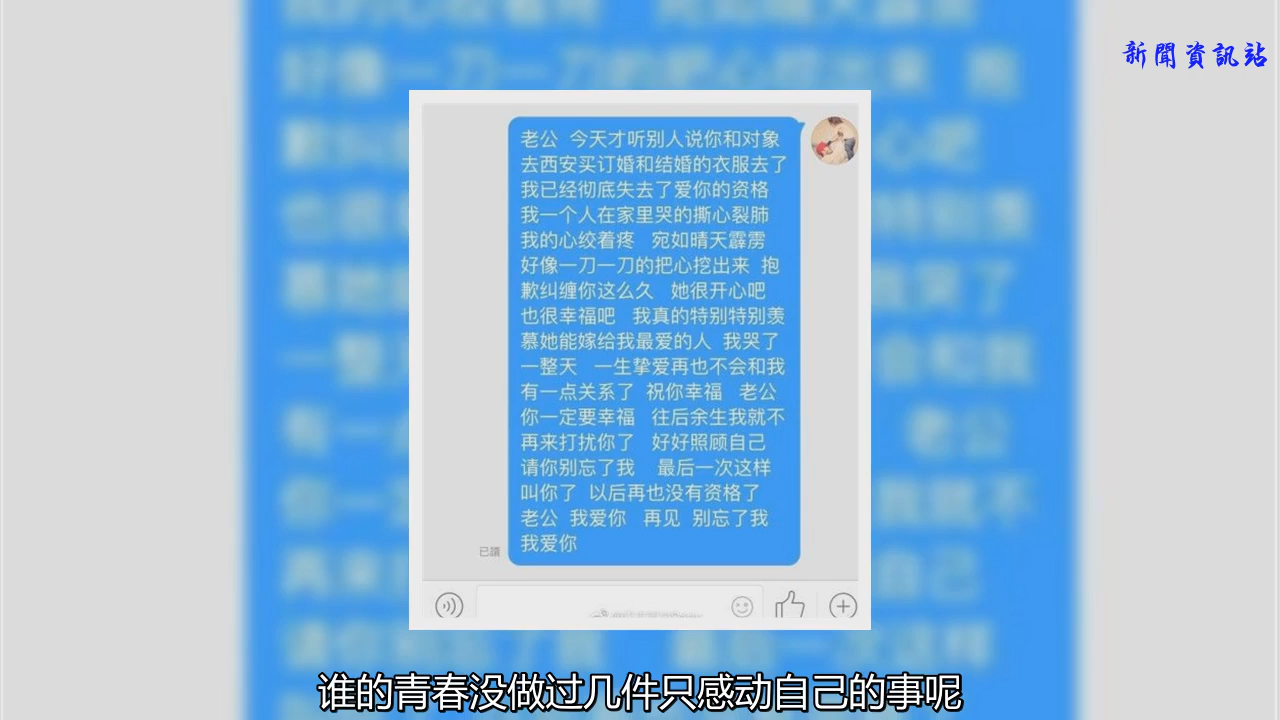 新聞資訊站
老公 今天才听别人说你和对象
去西安买订婚和结婚的衣服去了
我已经彻底失去了爱你的资格
我一个人在家里哭的撕心裂肺
我的心绞着疼 宛如晴天霹雳
好像一刀一刀的把心挖出来 抱
歉纠缠你这么久 她很开心吧
也很幸福吧 我真的特别特别羡
慕她能嫁给我最爱的人 我哭了
一整天 一生挚爱再也不会和我
有一点关系了 祝你幸福 老公
你一定要幸福 往后余生我就不
再来打扰你了 好好照顾自己
请你别忘了我 最后一次这样
叫你了 以后再也没有资格了
老公 我爱你 再见 别忘了我
我爱你
已讀
谁的青春没做过几件只感动自己的事呢